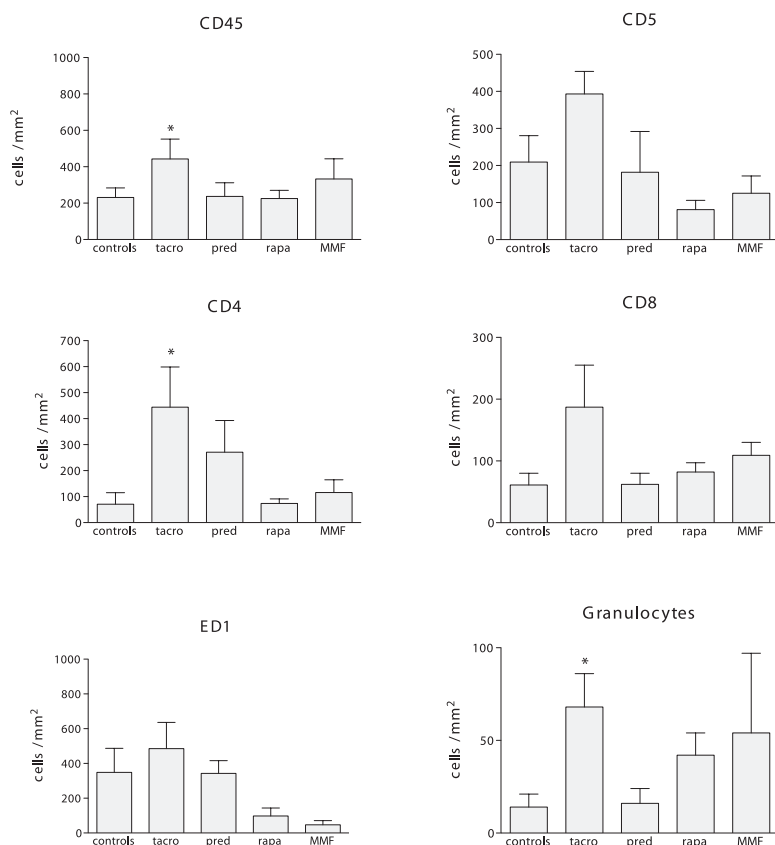 CD45
cells /mm²
1000
800
600
400
200
0
*
controls tacro pred rapa MMF
CD5
cells /mm²
500
400
300
200
100
0
controls tacro pred rapa MMF
CD4
cells /mm²
700
600
500
400
300
200
100
0
*
controls tacro pred rapa MMF
CD8
cells /mm²
300
200
100
0
controls tacro pred rapa MMF
ED1
cells /mm²
1000
800
600
400
200
0
controls tacro pred rapa MMF
Granulocytes
cells /mm²
100
50
0
*
controls tacro pred rapa MMF